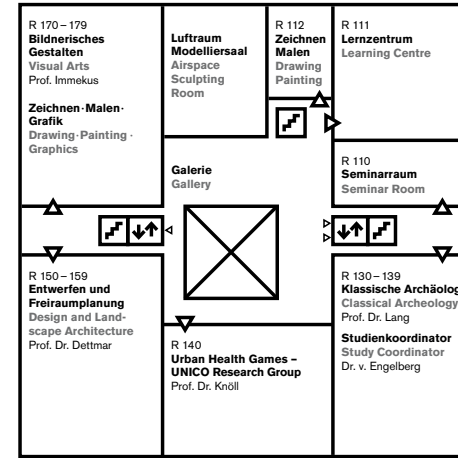 R 170 – 179
Bildnerisches
Gestalten
Visual Arts
Prof. Immekus
Zeichnen · Malen ·
Grafik
Drawing · Painting ·
Graphics
Luftraum
Modelliersaal
Airspace
Sculpting
Room
R 112
Zeichnen
Malen
Drawing
Painting
R 111
Lernzentrum
Learning Centre
R 110
Seminarraum
Seminar Room
Galerie
Gallery
R 150 – 159
Entwerfen und
Freiraumplanung
Design and Land-
scape Architecture
Prof. Dr. Dettmar
R 140
Urban Health Games –
UNICO Research Group
Prof. Dr. Knöll
R 130 – 139
Klassische Archäolog
Classical Archeology
Prof. Dr. Lang
Studienkoordinator
Study Coordinator
Dr. v. Engelberg